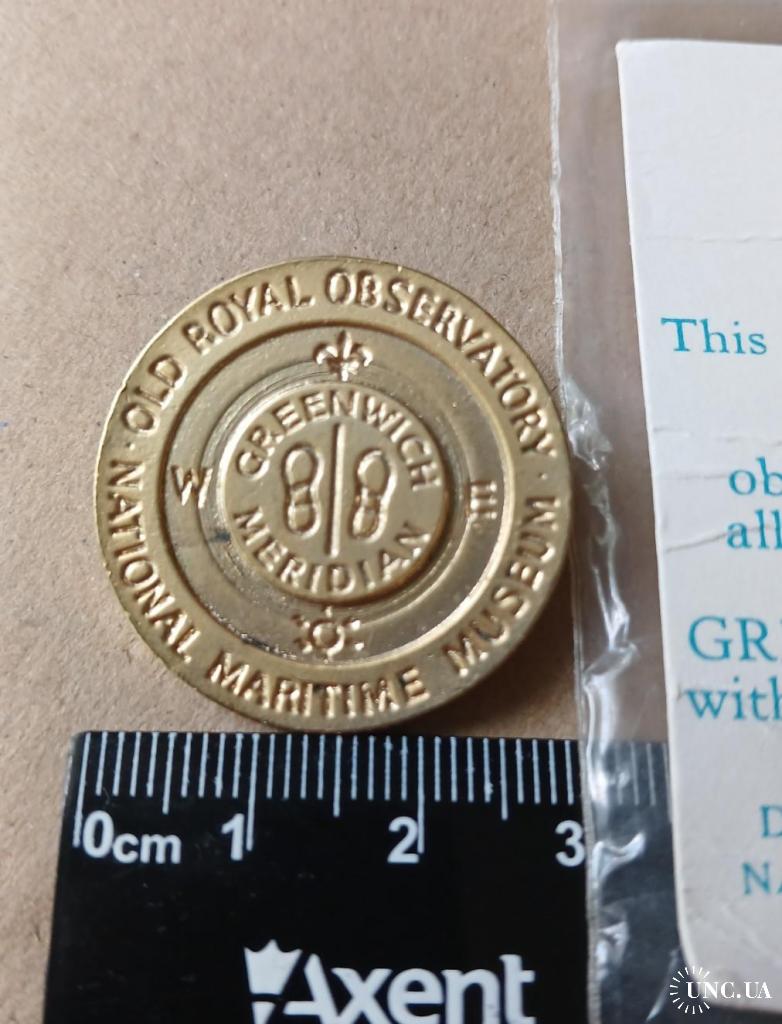 OLD ROYAL OBSERVATORY
· NATIONAL MARITIME MUSEUM ·
GREENWICH
W E
MERIDIAN
This
ob
all
GR
with
D
NA
0cm 1 2 3
Axent
UNC.UA